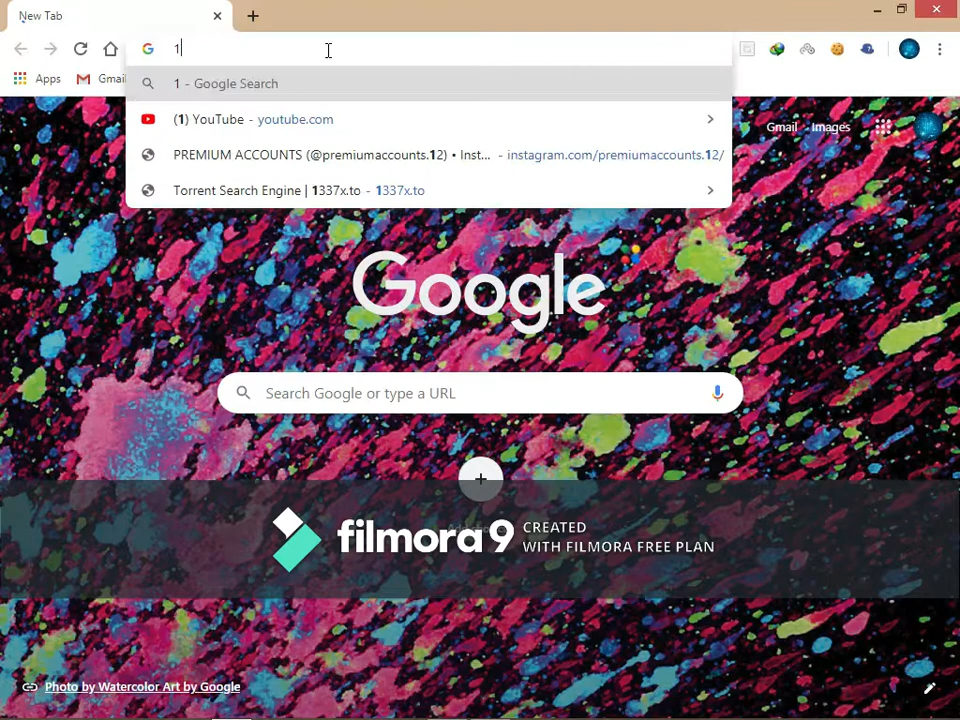 New Tab
1
Apps
Gmail
1 - Google Search
(1) YouTube - youtube.com
PREMIUM ACCOUNTS (@premiumaccounts.12) • Inst... - instagram.com/premiumaccounts.12/
Torrent Search Engine | 1337x.to - 1337x.to
Gmail Images
Google
Search Google or type a URL
filmora9 CREATED
WITH FILMORA FREE PLAN
Photo by Watercolor Art by Google